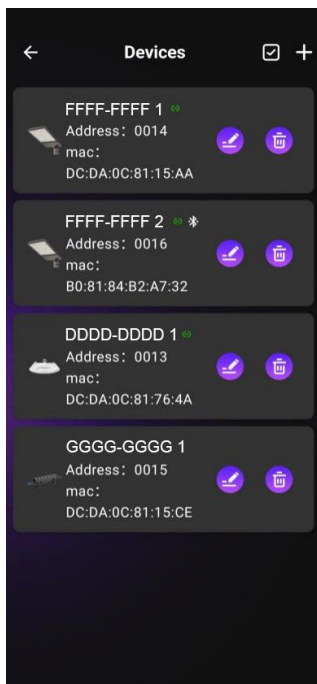 Devices
FFFF-FFFF 1
Address：0014
mac：
DC:DA:0C:81:15:AA
FFFF-FFFF 2
Address：0016
mac：
B0:81:84:B2:A7:32
DDDD-DDDD 1
Address：0013
mac：
DC:DA:0C:81:76:4A
GGGG-GGGG 1
Address：0015
mac：
DC:DA:0C:81:15:CE